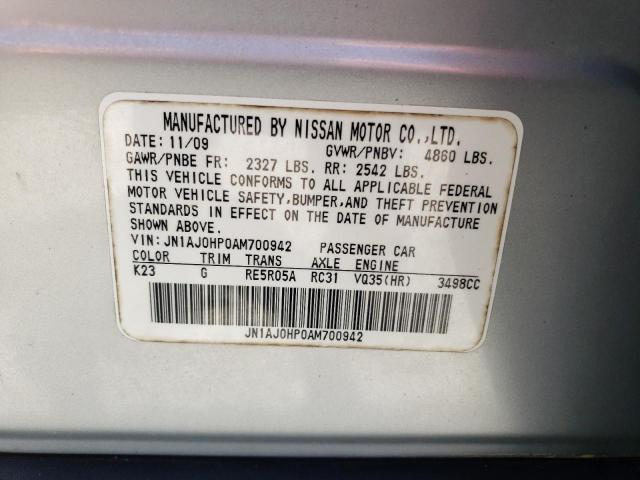 MANUFACTURED BY NISSAN MOTOR CO.,LTD.
DATE: 11/09 GVWR/PNBV: 4860 LBS.
GAWR/PNBE FR: 2327 LBS. RR: 2542 LBS.
THIS VEHICLE CONFORMS TO ALL APPLICABLE FEDERAL
MOTOR VEHICLE SAFETY,BUMPER,AND THEFT PREVENTION
STANDARDS IN EFFECT ON THE DATE OF MANUFACTURE
SHOWN ABOVE.
VIN: JN1AJ0HP0AM700942 PASSENGER CAR
COLOR TRIM TRANS AXLE ENGINE
K23 G RE5R05A RC31 VQ35(HR) 3498CC
JN1AJ0HP0AM700942